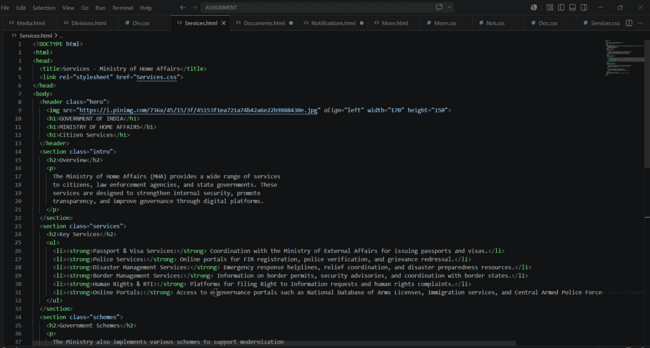 File Edit Selection View Go Run Terminal Help ASSIGNMENT
Media.html Divisions.html Div.css Services.html Documents.html Notifications.html More.html More.css Not.css Doc.css Services.css
Services.html > ...
1 <!DOCTYPE html>
2 <html>
3 <head>
4 <title>Services - Ministry of Home Affairs</title>
5 <link rel="stylesheet" href="Services.css">
6 </head>
7 <body>
8 <header class="hero">
9 <img src="https://i.pinimg.com/736x/45/15/3f/45153f1ea721a74b42a6e22b9888430e.jpg" align="left" width="170" height="150">
10 <h1>GOVERNMENT OF INDIA</h1>
11 <h1>MINISTRY OF HOME AFFAIRS</h1>
12 <h1>Citizen Services</h1>
13 </header>
14 <section class="intro">
15 <h2>Overview</h2>
16 <p>
17 The Ministry of Home Affairs (MHA) provides a wide range of services
18 to citizens, law enforcement agencies, and state governments. These
19 services are designed to strengthen internal security, promote
20 transparency, and improve governance through digital platforms.
21 </p>
22 </section>
23 <section class="services">
24 <h2>Key Services</h2>
25 <ul>
26 <li><strong>Passport & Visa Services:</strong> Coordination with the Ministry of External Affairs for issuing passports and visas.</li>
27 <li><strong>Police Services:</strong> Online portals for FIR registration, police verification, and grievance redressal.</li>
28 <li><strong>Disaster Management Services:</strong> Emergency response helplines, relief coordination, and disaster preparedness resources.</li>
29 <li><strong>Border Management Services:</strong> Information on border permits, security advisories, and coordination with border states.</li>
30 <li><strong>Human Rights & RTI:</strong> Platforms for filing Right to Information requests and human rights complaints.</li>
31 <li><strong>Online Portals:</strong> Access to e-governance portals such as National Database of Arms Licenses, Immigration services, and Central Armed Police Force
32 </ul>
33 </section>
34 <section class="schemes">
35 <h2>Government Schemes</h2>
36 <p>
37 The Ministry also implements various schemes to support modernization